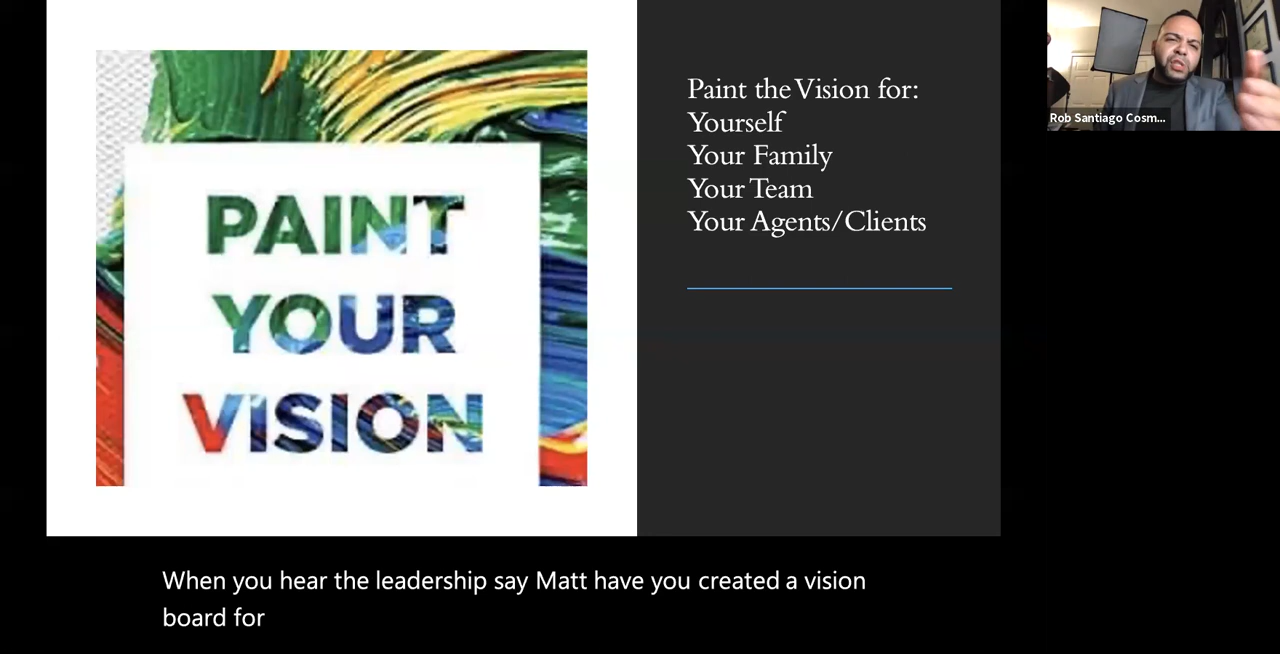 PAINT
YOUR
VISION
Paint the Vision for:
Yourself
Your Family
Your Team
Your Agents/Clients
Rob Santiago Cosm...
When you hear the leadership say Matt have you created a vision
board for